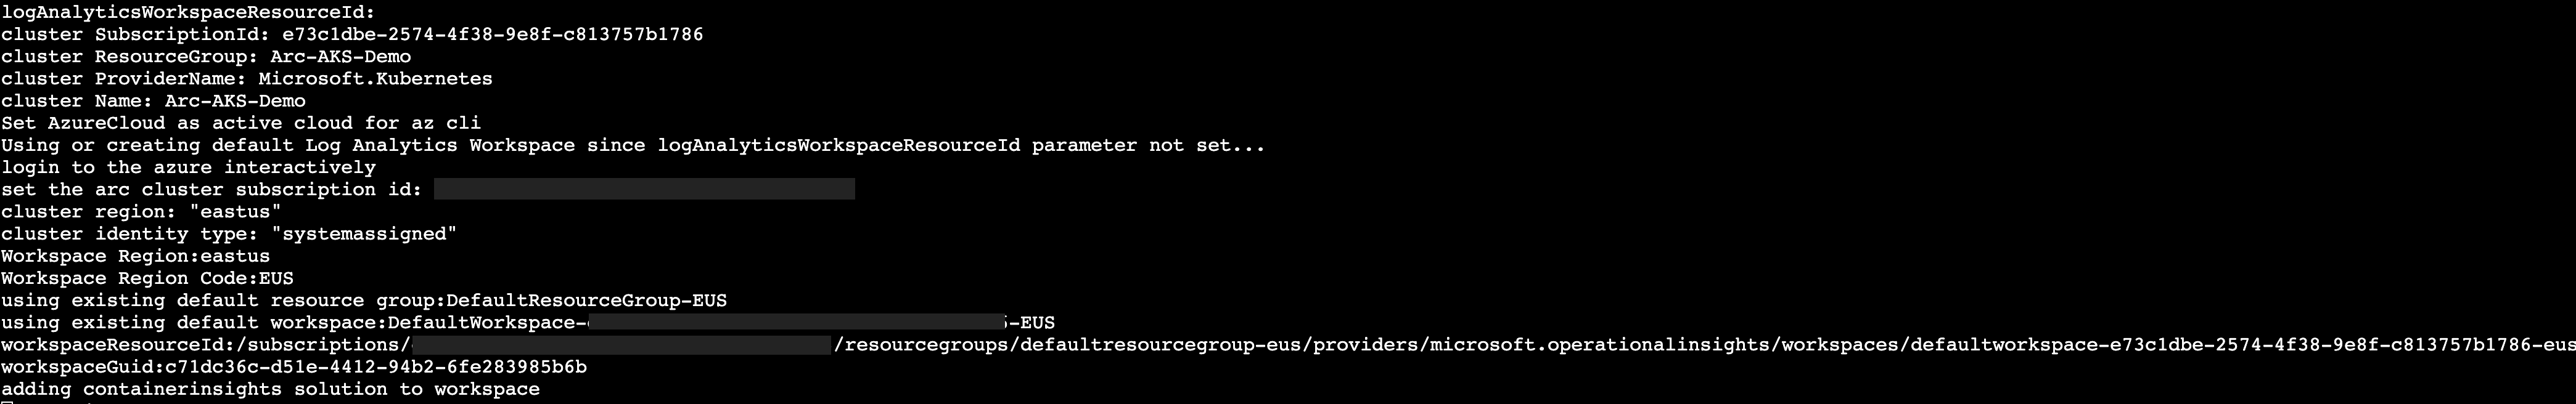 logAnalyticsWorkspaceResourceId:
cluster SubscriptionId: e73c1dbe-2574-4f38-9e8f-c813757b1786
cluster ResourceGroup: Arc-AKS-Demo
cluster ProviderName: Microsoft.Kubernetes
cluster Name: Arc-AKS-Demo
Set AzureCloud as active cloud for az cli
Using or creating default Log Analytics Workspace since logAnalyticsWorkspaceResourceId parameter not set...
login to the azure interactively
set the arc cluster subscription id:
cluster region: "eastus"
cluster identity type: "systemassigned"
Workspace Region:eastus
Workspace Region Code:EUS
using existing default resource group:DefaultResourceGroup-EUS
using existing default workspace:DefaultWorkspace- -EUS
workspaceResourceId:/subscriptions/ /resourcegroups/defaultresourcegroup-eus/providers/microsoft.operationalinsights/workspaces/defaultworkspace-e73c1dbe-2574-4f38-9e8f-c813757b1786-eus
workspaceGuid:c71dc36c-d51e-4412-94b2-6fe283985b6b
adding containerinsights solution to workspace